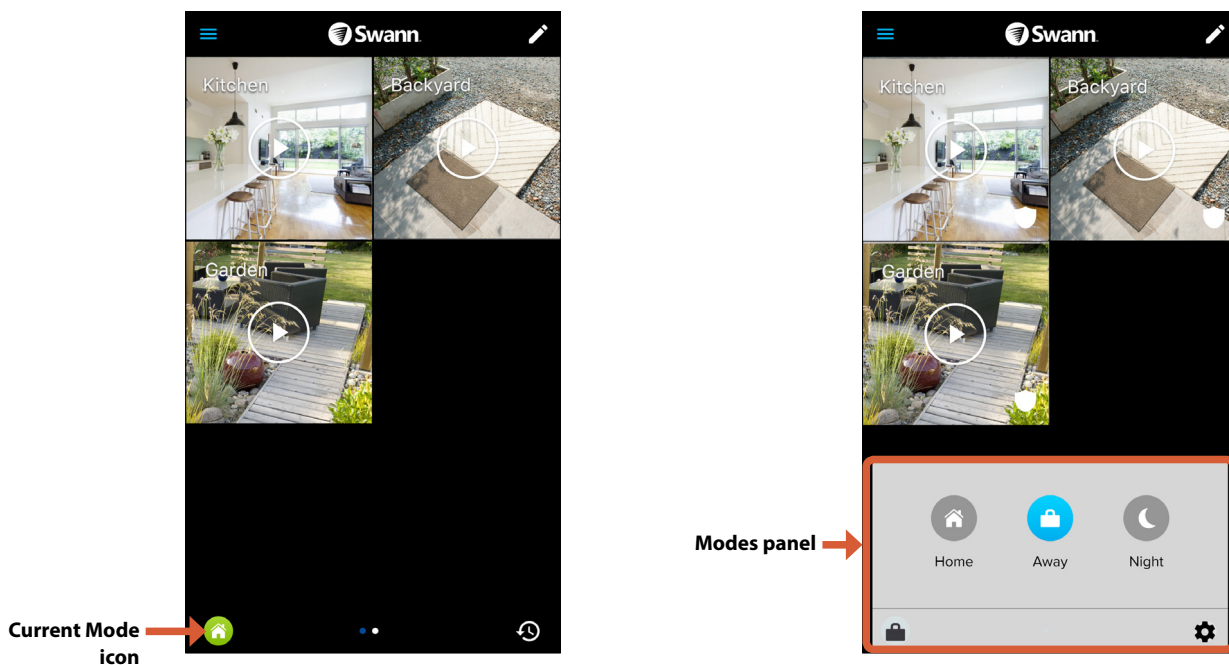 Swann
Kitchen
Backyard
Garden
Current Mode
icon
Swann
Kitchen
Backyard
Garden
Modes panel
Home
Away
Night